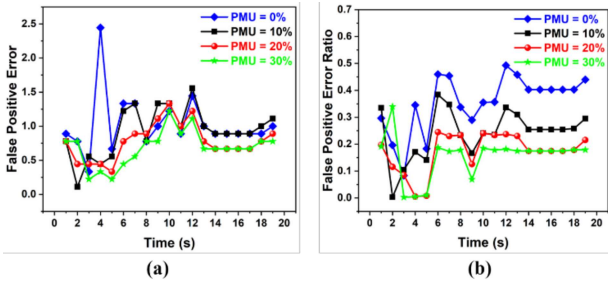 PMU = 0%
PMU = 10%
PMU = 20%
PMU = 30%
False Positive Error
2.5
2.0
1.5
1.0
0.5
0.0
0 2 4 6 8 10 12 14 16 18 20
Time (s)
(a)
PMU = 0%
PMU = 10%
PMU = 20%
PMU = 30%
False Positive Error Ratio
0.7
0.6
0.5
0.4
0.3
0.2
0.1
0.0
0 2 4 6 8 10 12 14 16 18 20
Time (s)
(b)